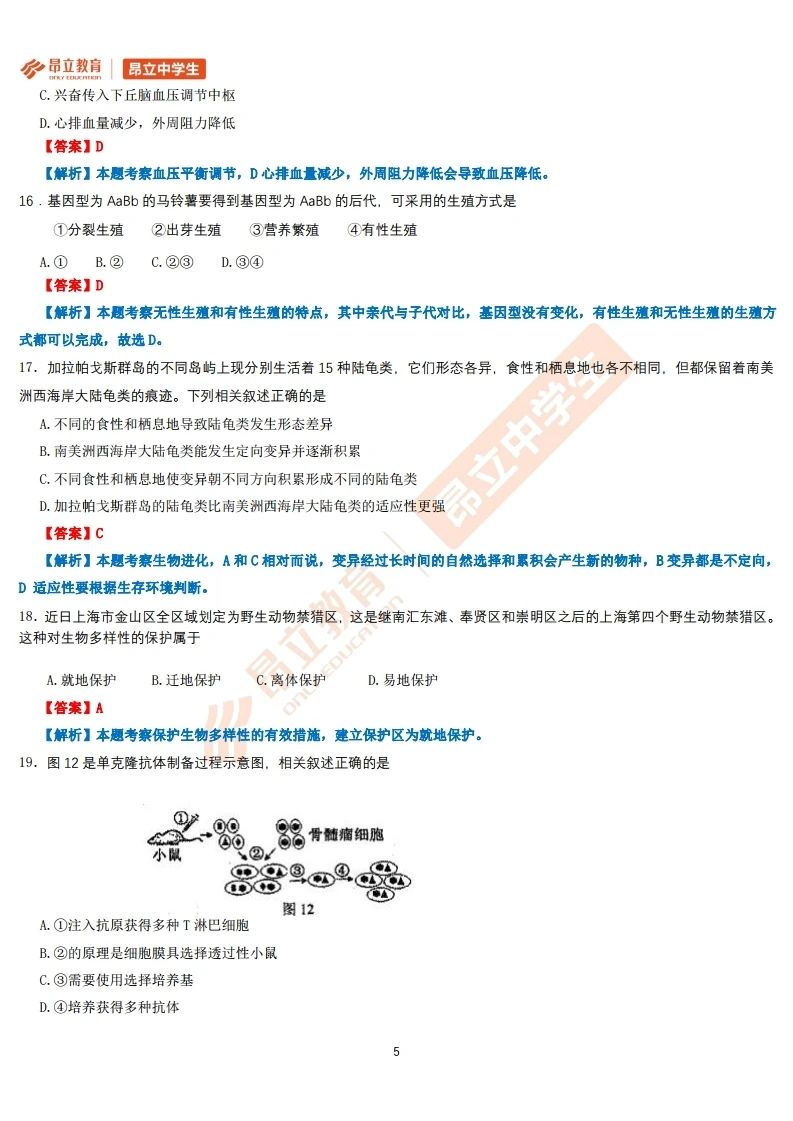 昂立教育
ONLY EDUCATION
昂立中学生
C.兴奋传入下丘脑血压调节中枢
D.心排血量减少，外周阻力降低
【答案】D
【解析】本题考察血压平衡调节，D 心排血量减少，外周阻力降低会导致血压降低。
16．基因型为 AaBb 的马铃薯要得到基因型为 AaBb 的后代，可采用的生殖方式是
①分裂生殖 ②出芽生殖 ③营养繁殖 ④有性生殖
A.① B.② C.②③ D.③④
【答案】D
【解析】本题考察无性生殖和有性生殖的特点，其中亲代与子代对比，基因型没有变化，有性生殖和无性生殖的生殖方
式都可以完成，故选 D。
17．加拉帕戈斯群岛的不同岛屿上现分别生活着 15 种陆龟类，它们形态各异，食性和栖息地也各不相同，但都保留着南美
洲西海岸大陆龟类的痕迹。下列相关叙述正确的是
A.不同的食性和栖息地导致陆龟类发生形态差异
B.南美洲西海岸大陆龟类能发生定向变异并逐渐积累
C.不同食性和栖息地使变异朝不同方向积累形成不同的陆龟类
D.加拉帕戈斯群岛的陆龟类比南美洲西海岸大陆龟类的适应性更强
【答案】C
【解析】本题考察生物进化，A 和 C 相对而说，变异经过长时间的自然选择和累积会产生新的物种，B 变异都是不定向，
D 适应性要根据生存环境判断。
18．近日上海市金山区全区域划定为野生动物禁猎区，这是继南汇东滩、奉贤区和崇明区之后的上海第四个野生动物禁猎区。
这种对生物多样性的保护属于
A.就地保护 B.迁地保护 C.离体保护 D.易地保护
【答案】A
【解析】本题考察保护生物多样性的有效措施，建立保护区为就地保护。
19．图 12 是单克隆抗体制备过程示意图，相关叙述正确的是
①
小鼠
骨髓瘤细胞
②
③
④
图 12
A.①注入抗原获得多种 T 淋巴细胞
B.②的原理是细胞膜具选择透过性小鼠
C.③需要使用选择培养基
D.④培养获得多种抗体
5
昂立教育
ONLY EDUCATION
昂立中学生